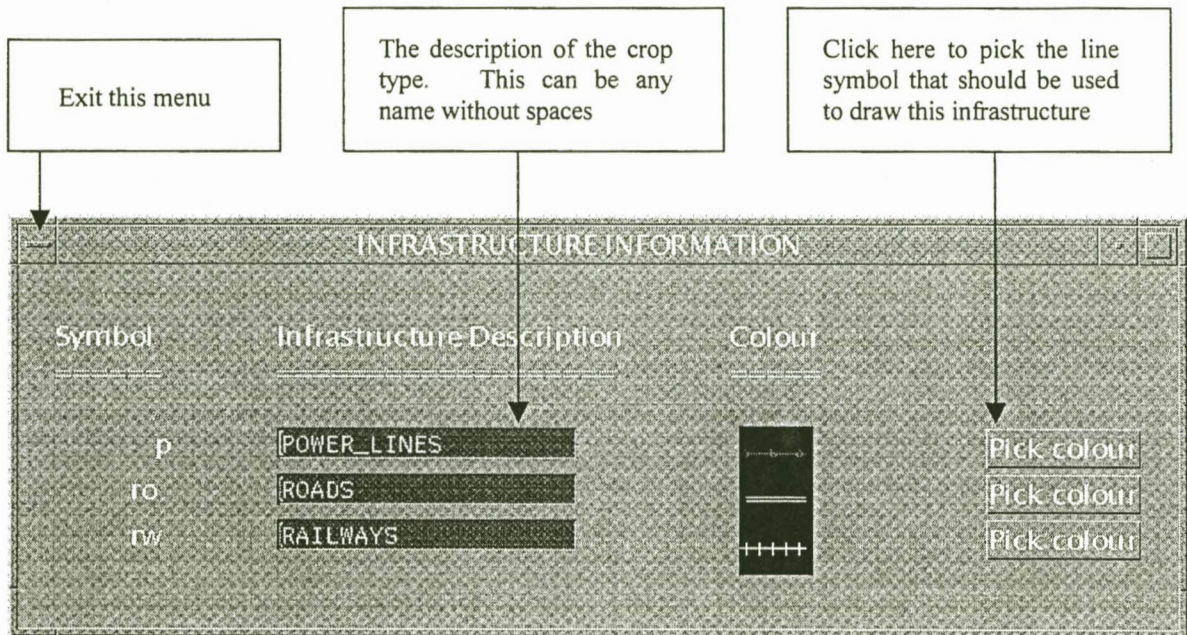 Exit this menu
The description of the crop
type. This can be any
name without spaces
Click here to pick the line
symbol that should be used
to draw this infrastructure
INFRASTRUCTURE INFORMATION
Symbol Infrastructure Description Colour
p POWER_LINES Pick colour
ro ROADS Pick colour
rw RAILWAYS Pick colour